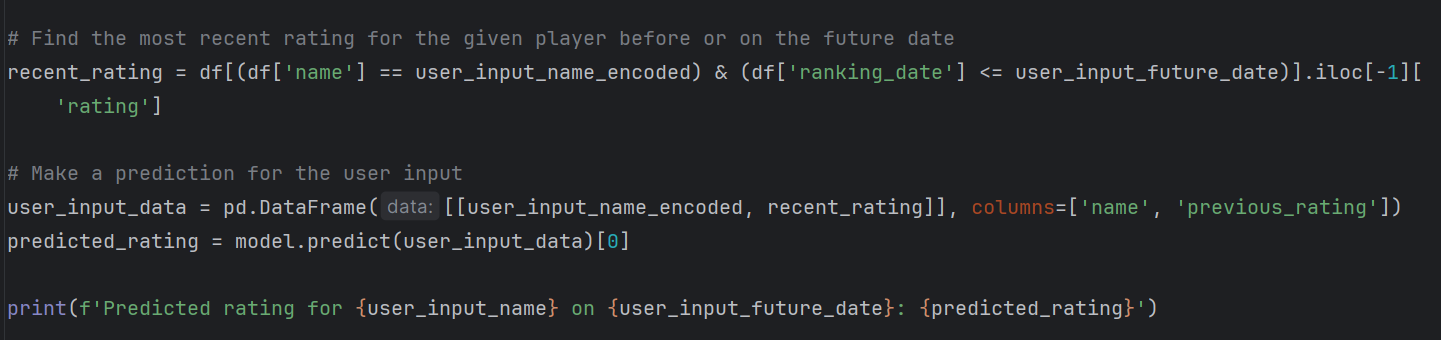 # Find the most recent rating for the given player before or on the future date
recent_rating = df[(df['name'] == user_input_name_encoded) & (df['ranking_date'] <= user_input_future_date)].iloc[-1][
    'rating']
# Make a prediction for the user input
user_input_data = pd.DataFrame( data: [[user_input_name_encoded, recent_rating]], columns=['name', 'previous_rating'])
predicted_rating = model.predict(user_input_data)[0]
print(f'Predicted rating for {user_input_name} on {user_input_future_date}: {predicted_rating}')